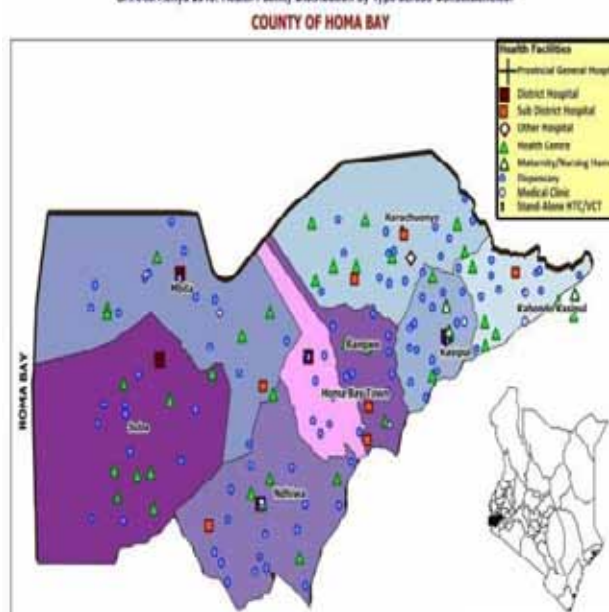 COUNTY OF HOMA BAY
Health Facilities
Provincial General Hosp
District Hospital
Sub District Hospital
Other Hospital
Health Centre
Maternity/Nursing Home
Dispensary
Medical Clinic
Stand-Alone HTC/VCT
Karachuonyo
Mbita
Kabondo Kasipul
Rangwe
Kasipul
Homa Bay Town
HOMA BAY
Suba
Ndhiwa